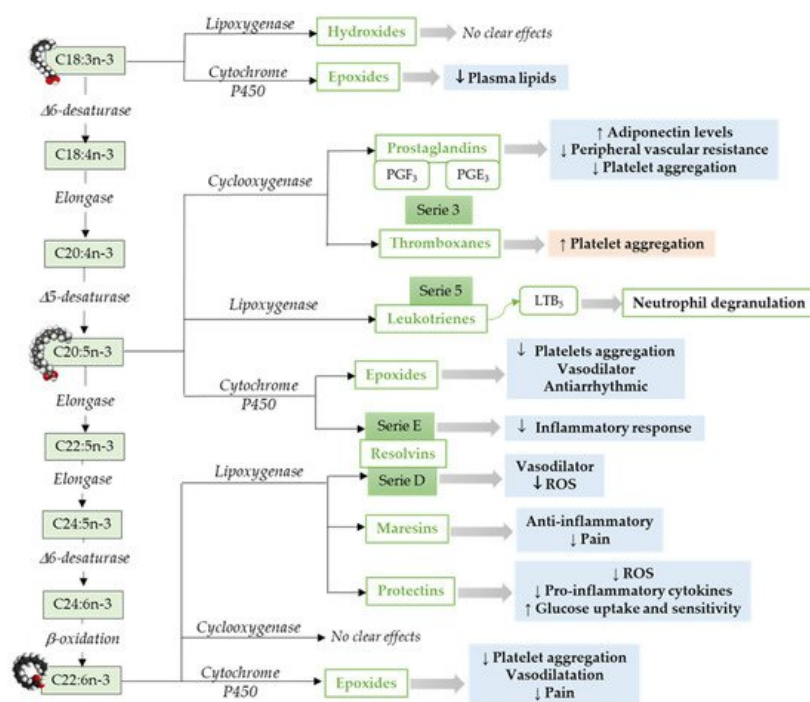 Lipoxygenase
Hydroxides
No clear effects
C18:3n-3
Cytochrome
P450
Epoxides
↓ Plasma lipids
Δ6-desaturase
C18:4n-3
Elongase
C20:4n-3
Δ5-desaturase
C20:5n-3
Cyclooxygenase
Prostaglandins
PGF3
PGE3
↑ Adiponectin levels
↓ Peripheral vascular resistance
↓ Platelet aggregation
Serie 3
Thromboxanes
↑ Platelet aggregation
Lipoxygenase
Serie 5
Leukotrienes
LTB5
Neutrophil degranulation
Cytochrome
P450
Epoxides
↓ Platelets aggregation
Vasodilator
Antiarrhythmic
Serie E
↓ Inflammatory response
Resolvins
Elongase
C22:5n-3
Elongase
C24:5n-3
Δ6-desaturase
C24:6n-3
β-oxidation
C22:6n-3
Lipoxygenase
Serie D
Vasodilator
↓ ROS
Maresins
Anti-inflammatory
↓ Pain
Protectins
↓ ROS
↓ Pro-inflammatory cytokines
↑ Glucose uptake and sensitivity
Cyclooxygenase
No clear effects
Cytochrome
P450
Epoxides
↓ Platelet aggregation
Vasodilatation
↓ Pain